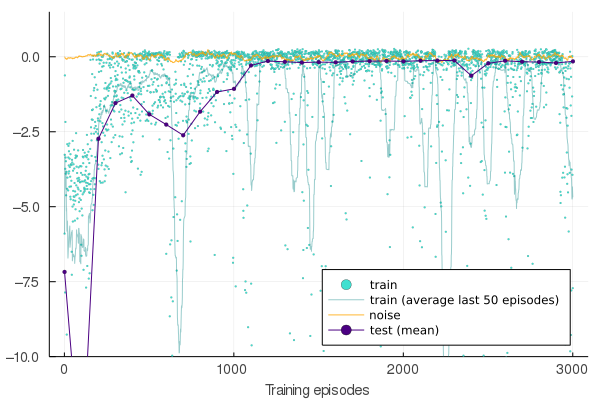 0.0
−2.5
−5.0
−7.5
−10.0
train
train (average last 50 episodes)
noise
test (mean)
0
1000
2000
3000
Training episodes